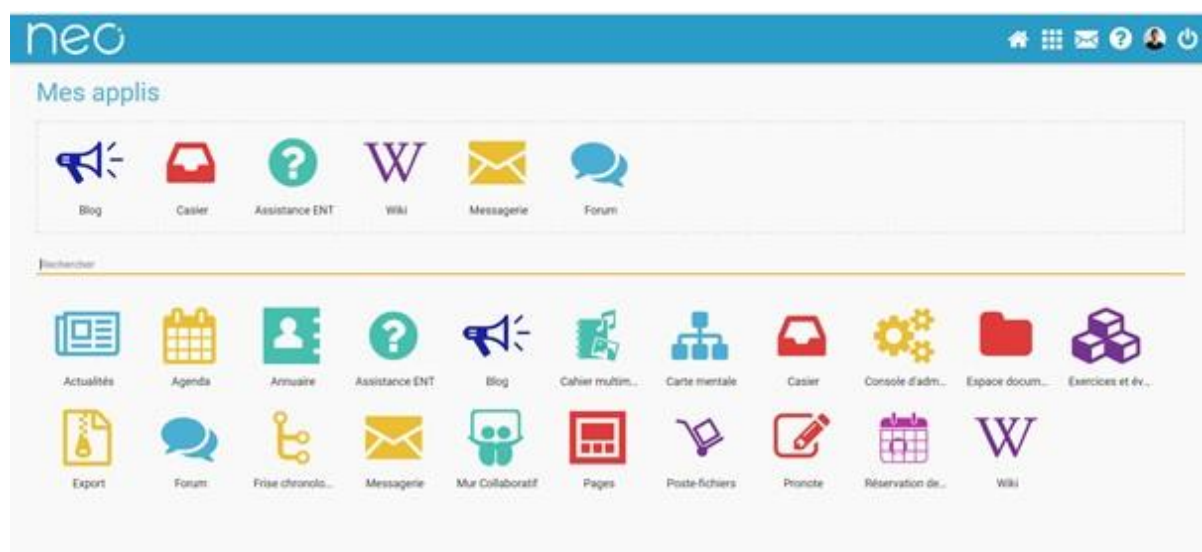 neo
Mes applis
W
Blog Casier Assistance ENT Wiki Messagerie Forum
Rechercher
Actualités Agenda Annuaire Assistance ENT Blog Cahier multim... Carte mentale Casier Console d'adm... Espace docum... Exercices et év...
W
Export Forum Frise chronolo... Messagerie Mur Collaboratif Pages Poste-fichiers Pronote Réservation de... Wiki